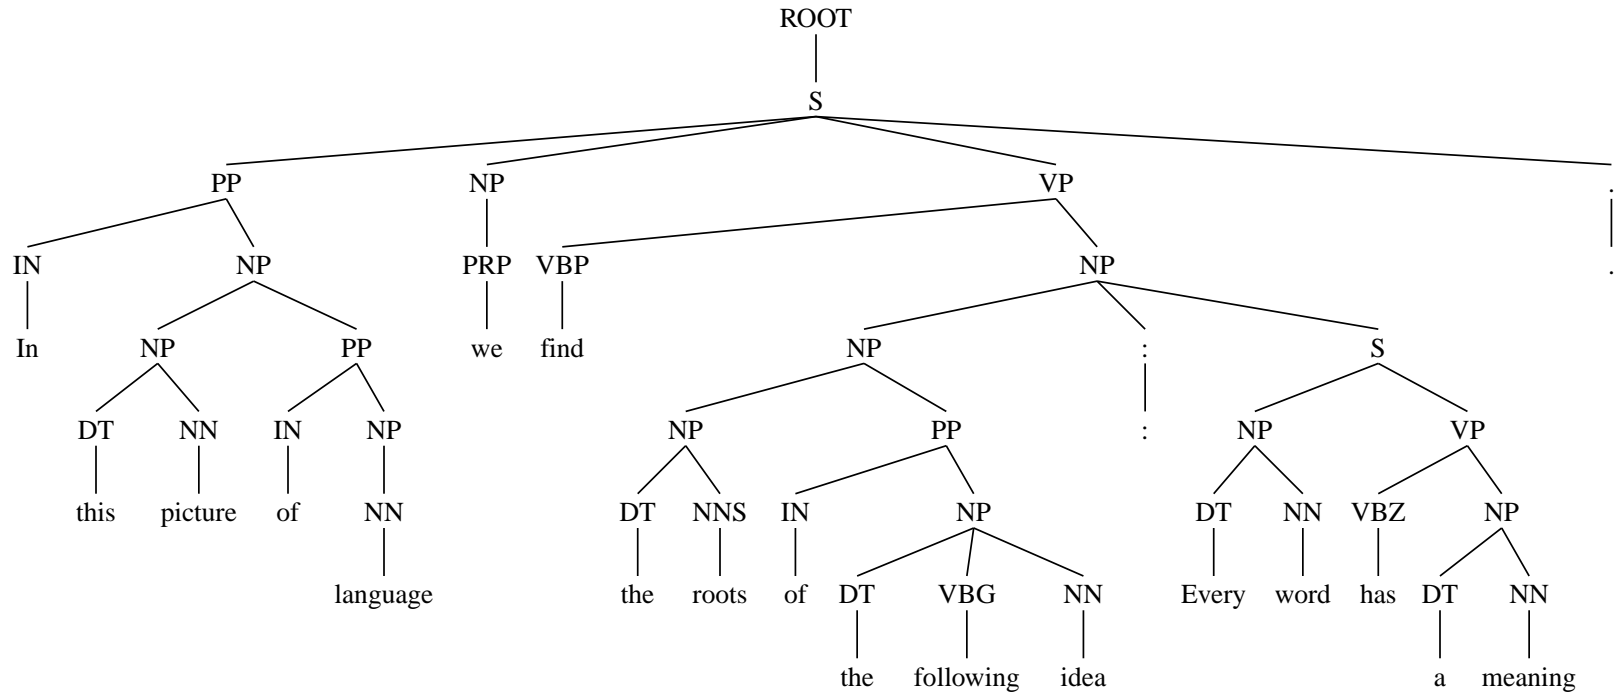 ROOT
S
PP NP VP .
IN NP PRP VBP NP .
In NP PP we find NP : S
DT NN IN NP NP PP : NP VP
this picture of NN DT NNS IN NP DT NN VBZ NP
language the roots of DT VBG NN Every word has DT NN
the following idea a meaning